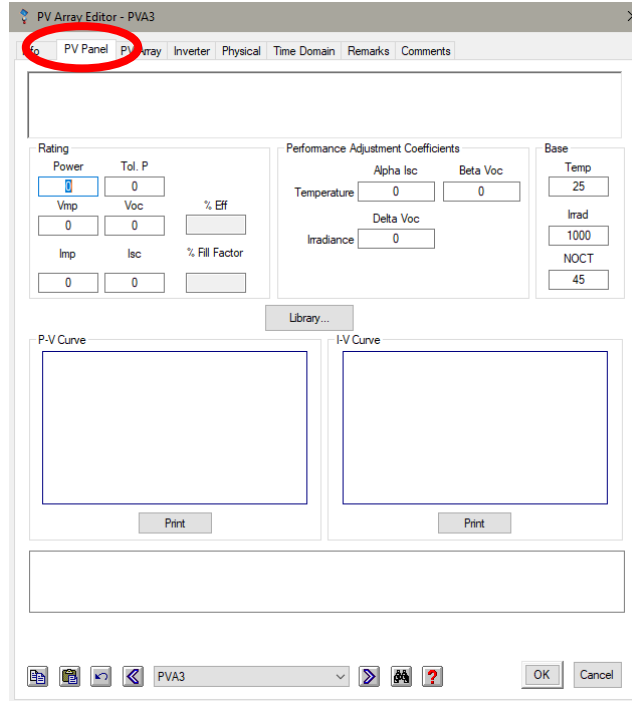 PV Array Editor - PVA3
fo PV Panel PV Array Inverter Physical Time Domain Remarks Comments
Rating Performance Adjustment Coefficients Base
Power Tol. P Alpha Isc Beta Voc Temp
0 0 Temperature 0 0 25
Vmp Voc % Eff Delta Voc Irrad
0 0 Irradiance 0 1000
Imp Isc % Fill Factor NOCT
0 0 45
Library...
P-V Curve I-V Curve
Print Print
PVA3 ? OK Cancel